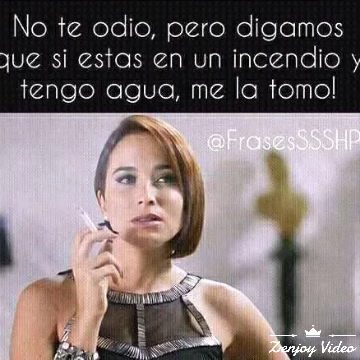 No te odio, pero digamos
que si estas en un incendio y
tengo agua, me la tomo!
@FrasesSSSHP
Zenjoy Video